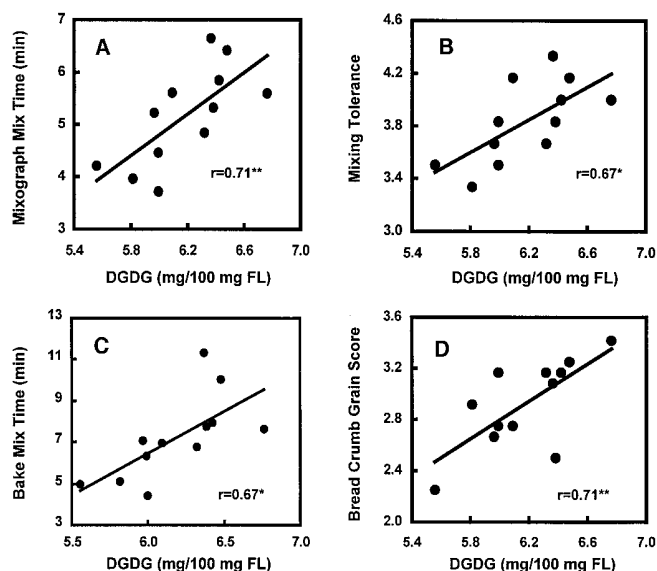 A
Mixograph Mix Time (min)
7
6
5
4
3
r=0.71**
5.4 5.8 6.2 6.6 7.0
DGDG (mg/100 mg FL)
B
Mixing Tolerance
4.6
4.2
3.8
3.4
3.0
r=0.67*
5.4 5.8 6.2 6.6 7.0
DGDG (mg/100 mg FL)
C
Bake Mix Time (min)
13
11
9
7
5
3
r=0.67*
5.5 6.0 6.5 7.0
DGDG (mg/100 mg FL)
D
Bread Crumb Grain Score
3.6
3.2
2.8
2.4
2.0
r=0.71**
5.4 5.8 6.2 6.6 7.0
DGDG (mg/100 mg FL)